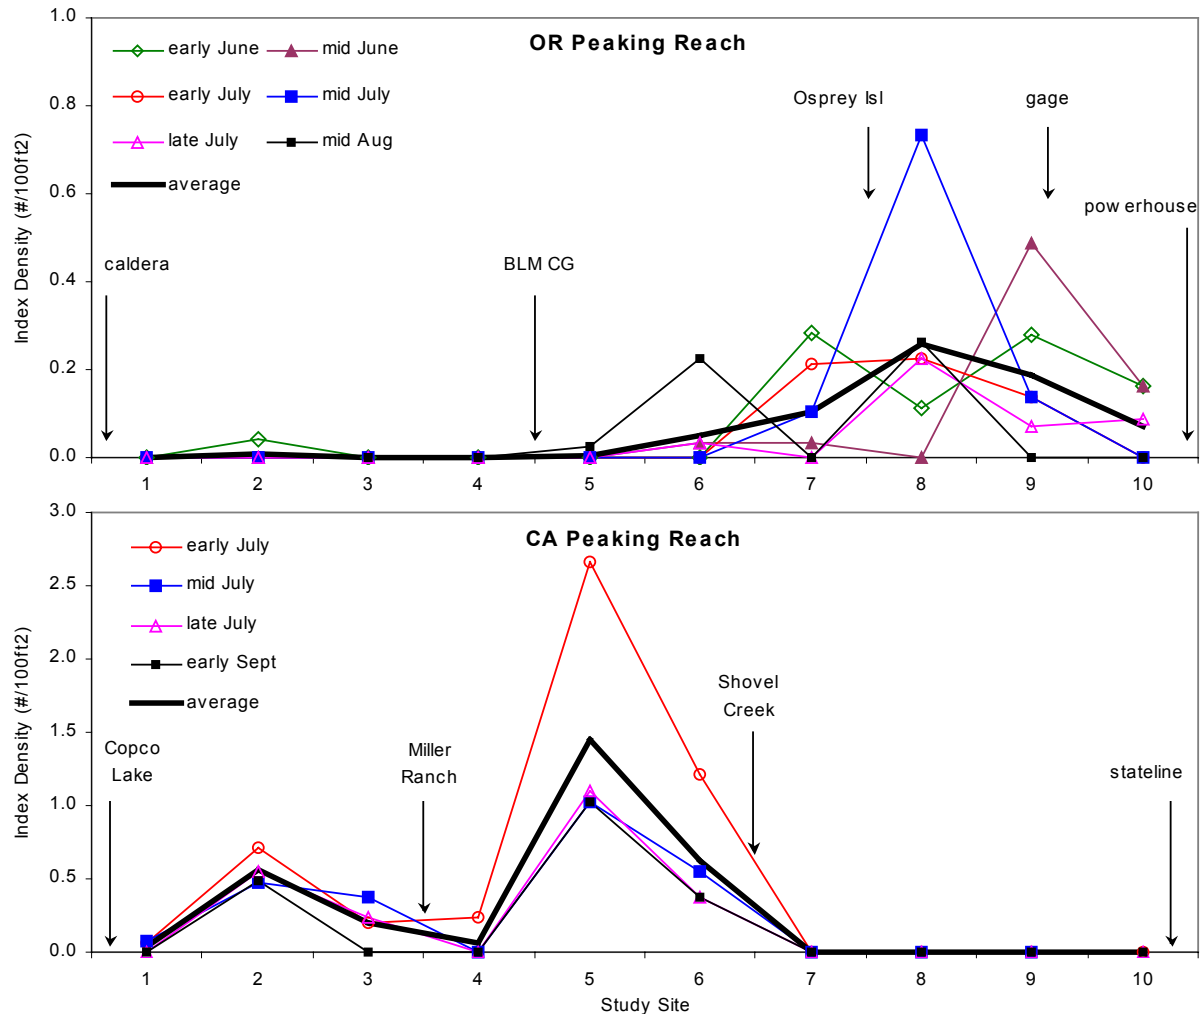 OR Peaking Reach
early June
mid June
early July
mid July
late July
mid Aug
average
Index Density (#/100ft2)
1.0
0.8
0.6
0.4
0.2
0.0
caldera
BLM CG
Osprey Isl
gage
pow erhouse
1 2 3 4 5 6 7 8 9 10
CA Peaking Reach
early July
mid July
late July
early Sept
average
Index Density (#/100ft2)
3.0
2.5
2.0
1.5
1.0
0.5
0.0
Copco
Lake
Miller
Ranch
Shovel
Creek
stateline
1 2 3 4 5 6 7 8 9 10
Study Site